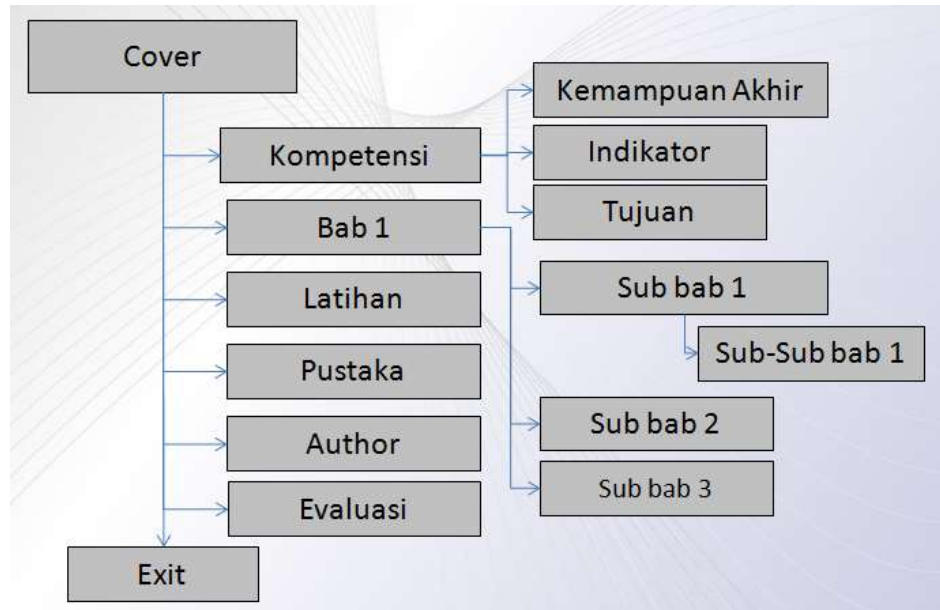 Cover
Kompetensi
Kemampuan Akhir
Indikator
Tujuan
Bab 1
Sub bab 1
Sub-Sub bab 1
Sub bab 2
Sub bab 3
Latihan
Pustaka
Author
Evaluasi
Exit